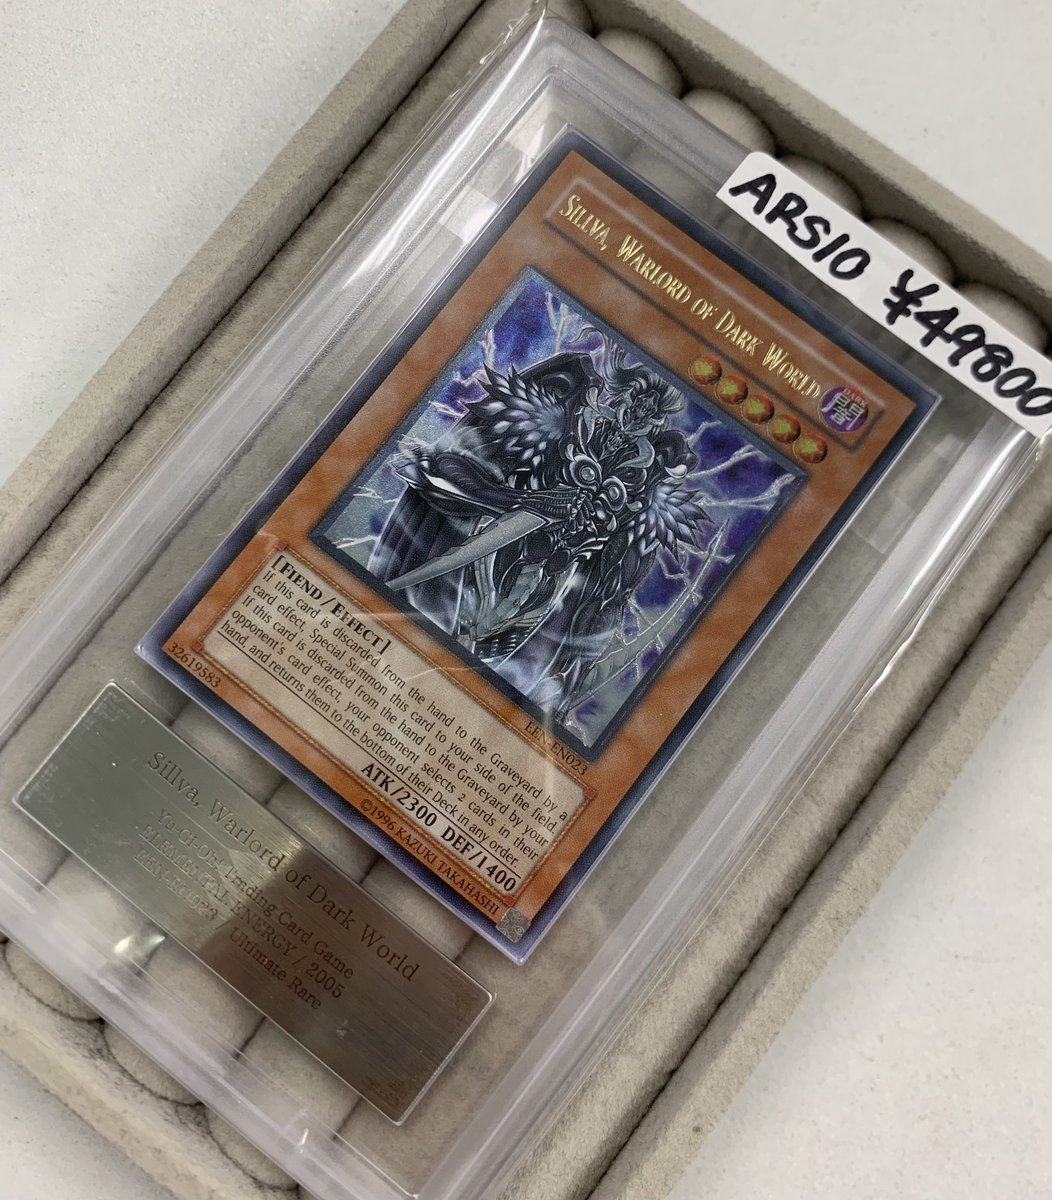 ARS10 ¥49800
SILLVA, WARLORD OF DARK WORLD
DARK
闇
EEN-EN023
[FIEND/EFFECT]
If this card is discarded from the hand to the Graveyard by a
card effect, Special Summon this card to your side of the field.
If this card is discarded from the hand to the Graveyard by your
opponent's card effect, your opponent selects 2 cards in their
hand, and returns them to the bottom of their Deck in any order.
ATK/2300 DEF/1400
32619583
©1996 KAZUKI TAKAHASHI
Sillva, Warlord of Dark World
Yu-Gi-Oh! Trading Card Game
ELEMENTAL ENERGY / 2005
EEN-EN023 / Ultimate Rare